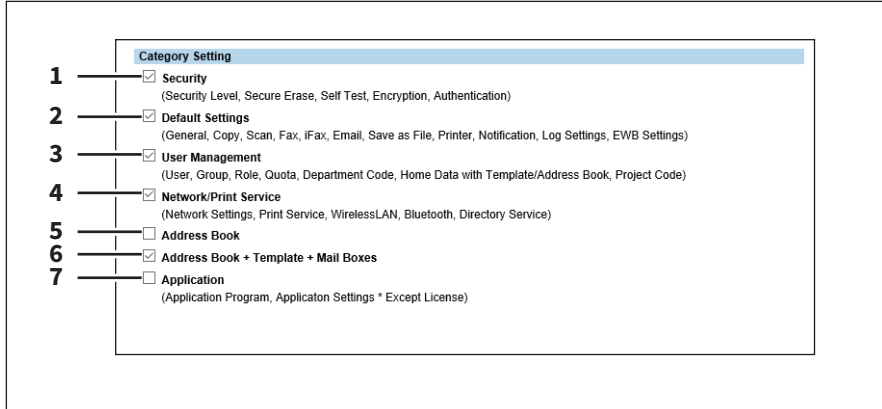 Category Setting
1 Security
(Security Level, Secure Erase, Self Test, Encryption, Authentication)
2 Default Settings
(General, Copy, Scan, Fax, iFax, Email, Save as File, Printer, Notification, Log Settings, EWB Settings)
3 User Management
(User, Group, Role, Quota, Department Code, Home Data with Template/Address Book, Project Code)
4 Network/Print Service
(Network Settings, Print Service, WirelessLAN, Bluetooth, Directory Service)
5 Address Book
6 Address Book + Template + Mail Boxes
7 Application
(Application Program, Applicaton Settings * Except License)